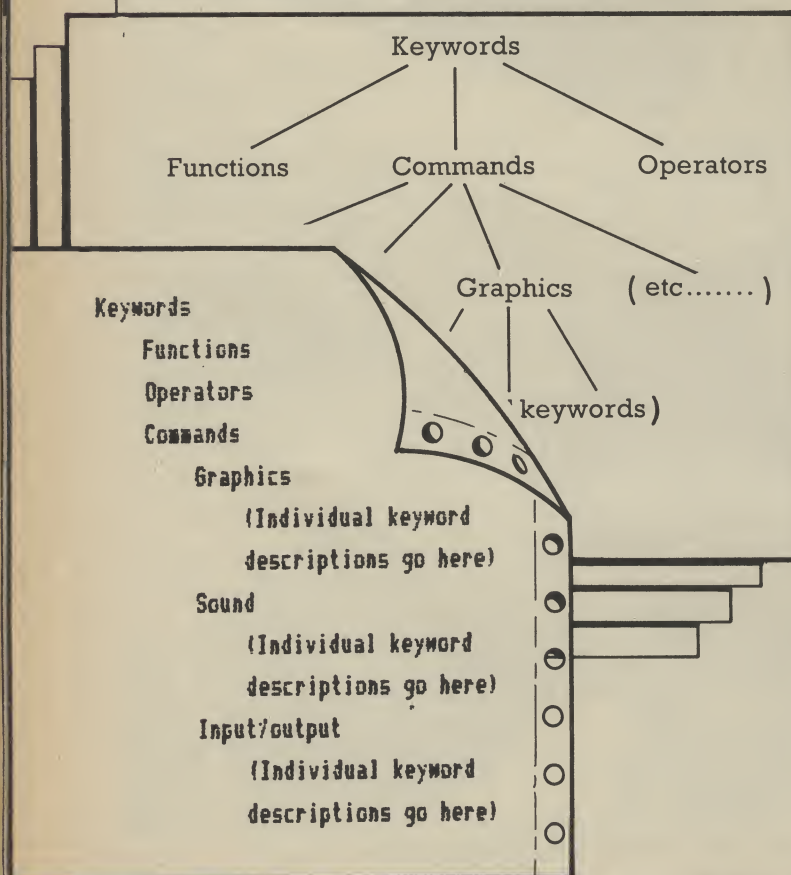 Keywords
Functions Commands Operators
Graphics ( etc....... )
keywords )
Keywords
Functions
Operators
Commands
Graphics
(Individual keyword
descriptions go here)
Sound
(Individual keyword
descriptions go here)
Input/output
(Individual keyword
descriptions go here)